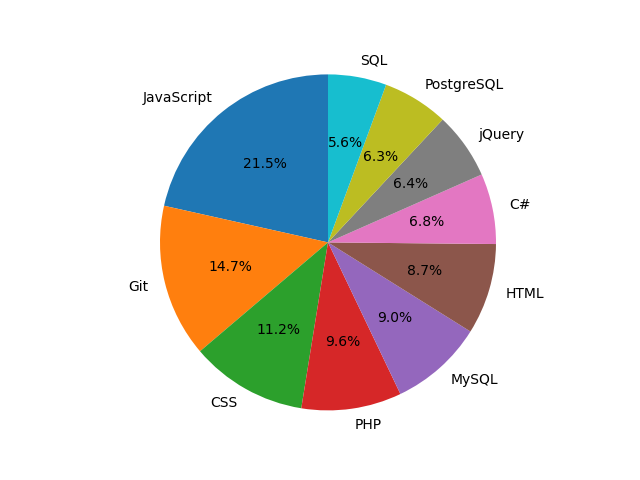 SQL
PostgreSQL
JavaScript
jQuery
5.6%
6.3%
21.5%
6.4%
C#
6.8%
14.7%
8.7%
Git
HTML
9.0%
11.2%
9.6%
MySQL
CSS
PHP